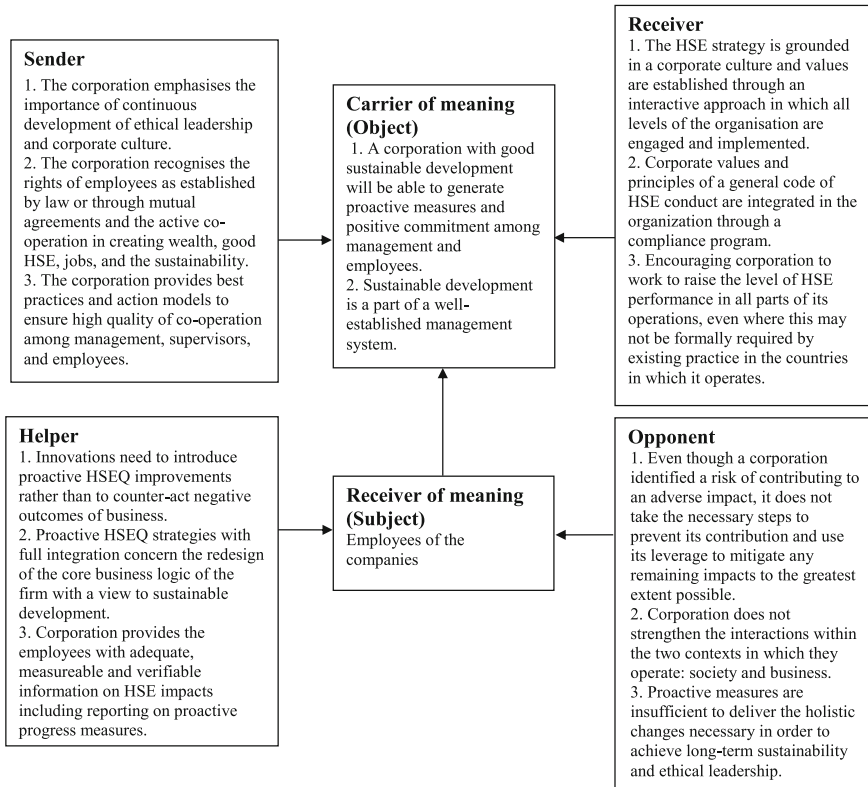 Sender
1. The corporation emphasises the
importance of continuous
development of ethical leadership
and corporate culture.
2. The corporation recognises the
rights of employees as established
by law or through mutual
agreements and the active co-
operation in creating wealth, good
HSE, jobs, and the sustainability.
3. The corporation provides best
practices and action models to
ensure high quality of co-operation
among management, supervisors,
and employees.
Carrier of meaning
(Object)
1. A corporation with good
sustainable development
will be able to generate
proactive measures and
positive commitment among
management and
employees.
2. Sustainable development
is a part of a well-
established management
system.
Receiver
1. The HSE strategy is grounded
in a corporate culture and values
are established through an
interactive approach in which all
levels of the organisation are
engaged and implemented.
2. Corporate values and
principles of a general code of
HSE conduct are integrated in the
organization through a
compliance program.
3. Encouraging corporation to
work to raise the level of HSE
performance in all parts of its
operations, even where this may
not be formally required by
existing practice in the countries
in which it operates.
Helper
1. Innovations need to introduce
proactive HSEQ improvements
rather than to counter-act negative
outcomes of business.
2. Proactive HSEQ strategies with
full integration concern the redesign
of the core business logic of the
firm with a view to sustainable
development.
3. Corporation provides the
employees with adequate,
measureable and verifiable
information on HSE impacts
including reporting on proactive
progress measures.
Receiver of meaning
(Subject)
Employees of the
companies
Opponent
1. Even though a corporation
identified a risk of contributing to
an adverse impact, it does not
take the necessary steps to
prevent its contribution and use
its leverage to mitigate any
remaining impacts to the greatest
extent possible.
2. Corporation does not
strengthen the interactions within
the two contexts in which they
operate: society and business.
3. Proactive measures are
insufficient to deliver the holistic
changes necessary in order to
achieve long-term sustainability
and ethical leadership.